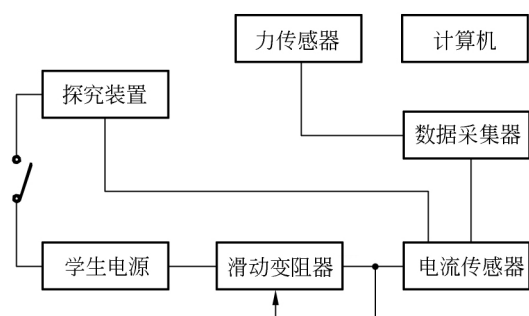 力传感器
计算机
探究装置
数据采集器
学生电源
滑动变阻器
电流传感器